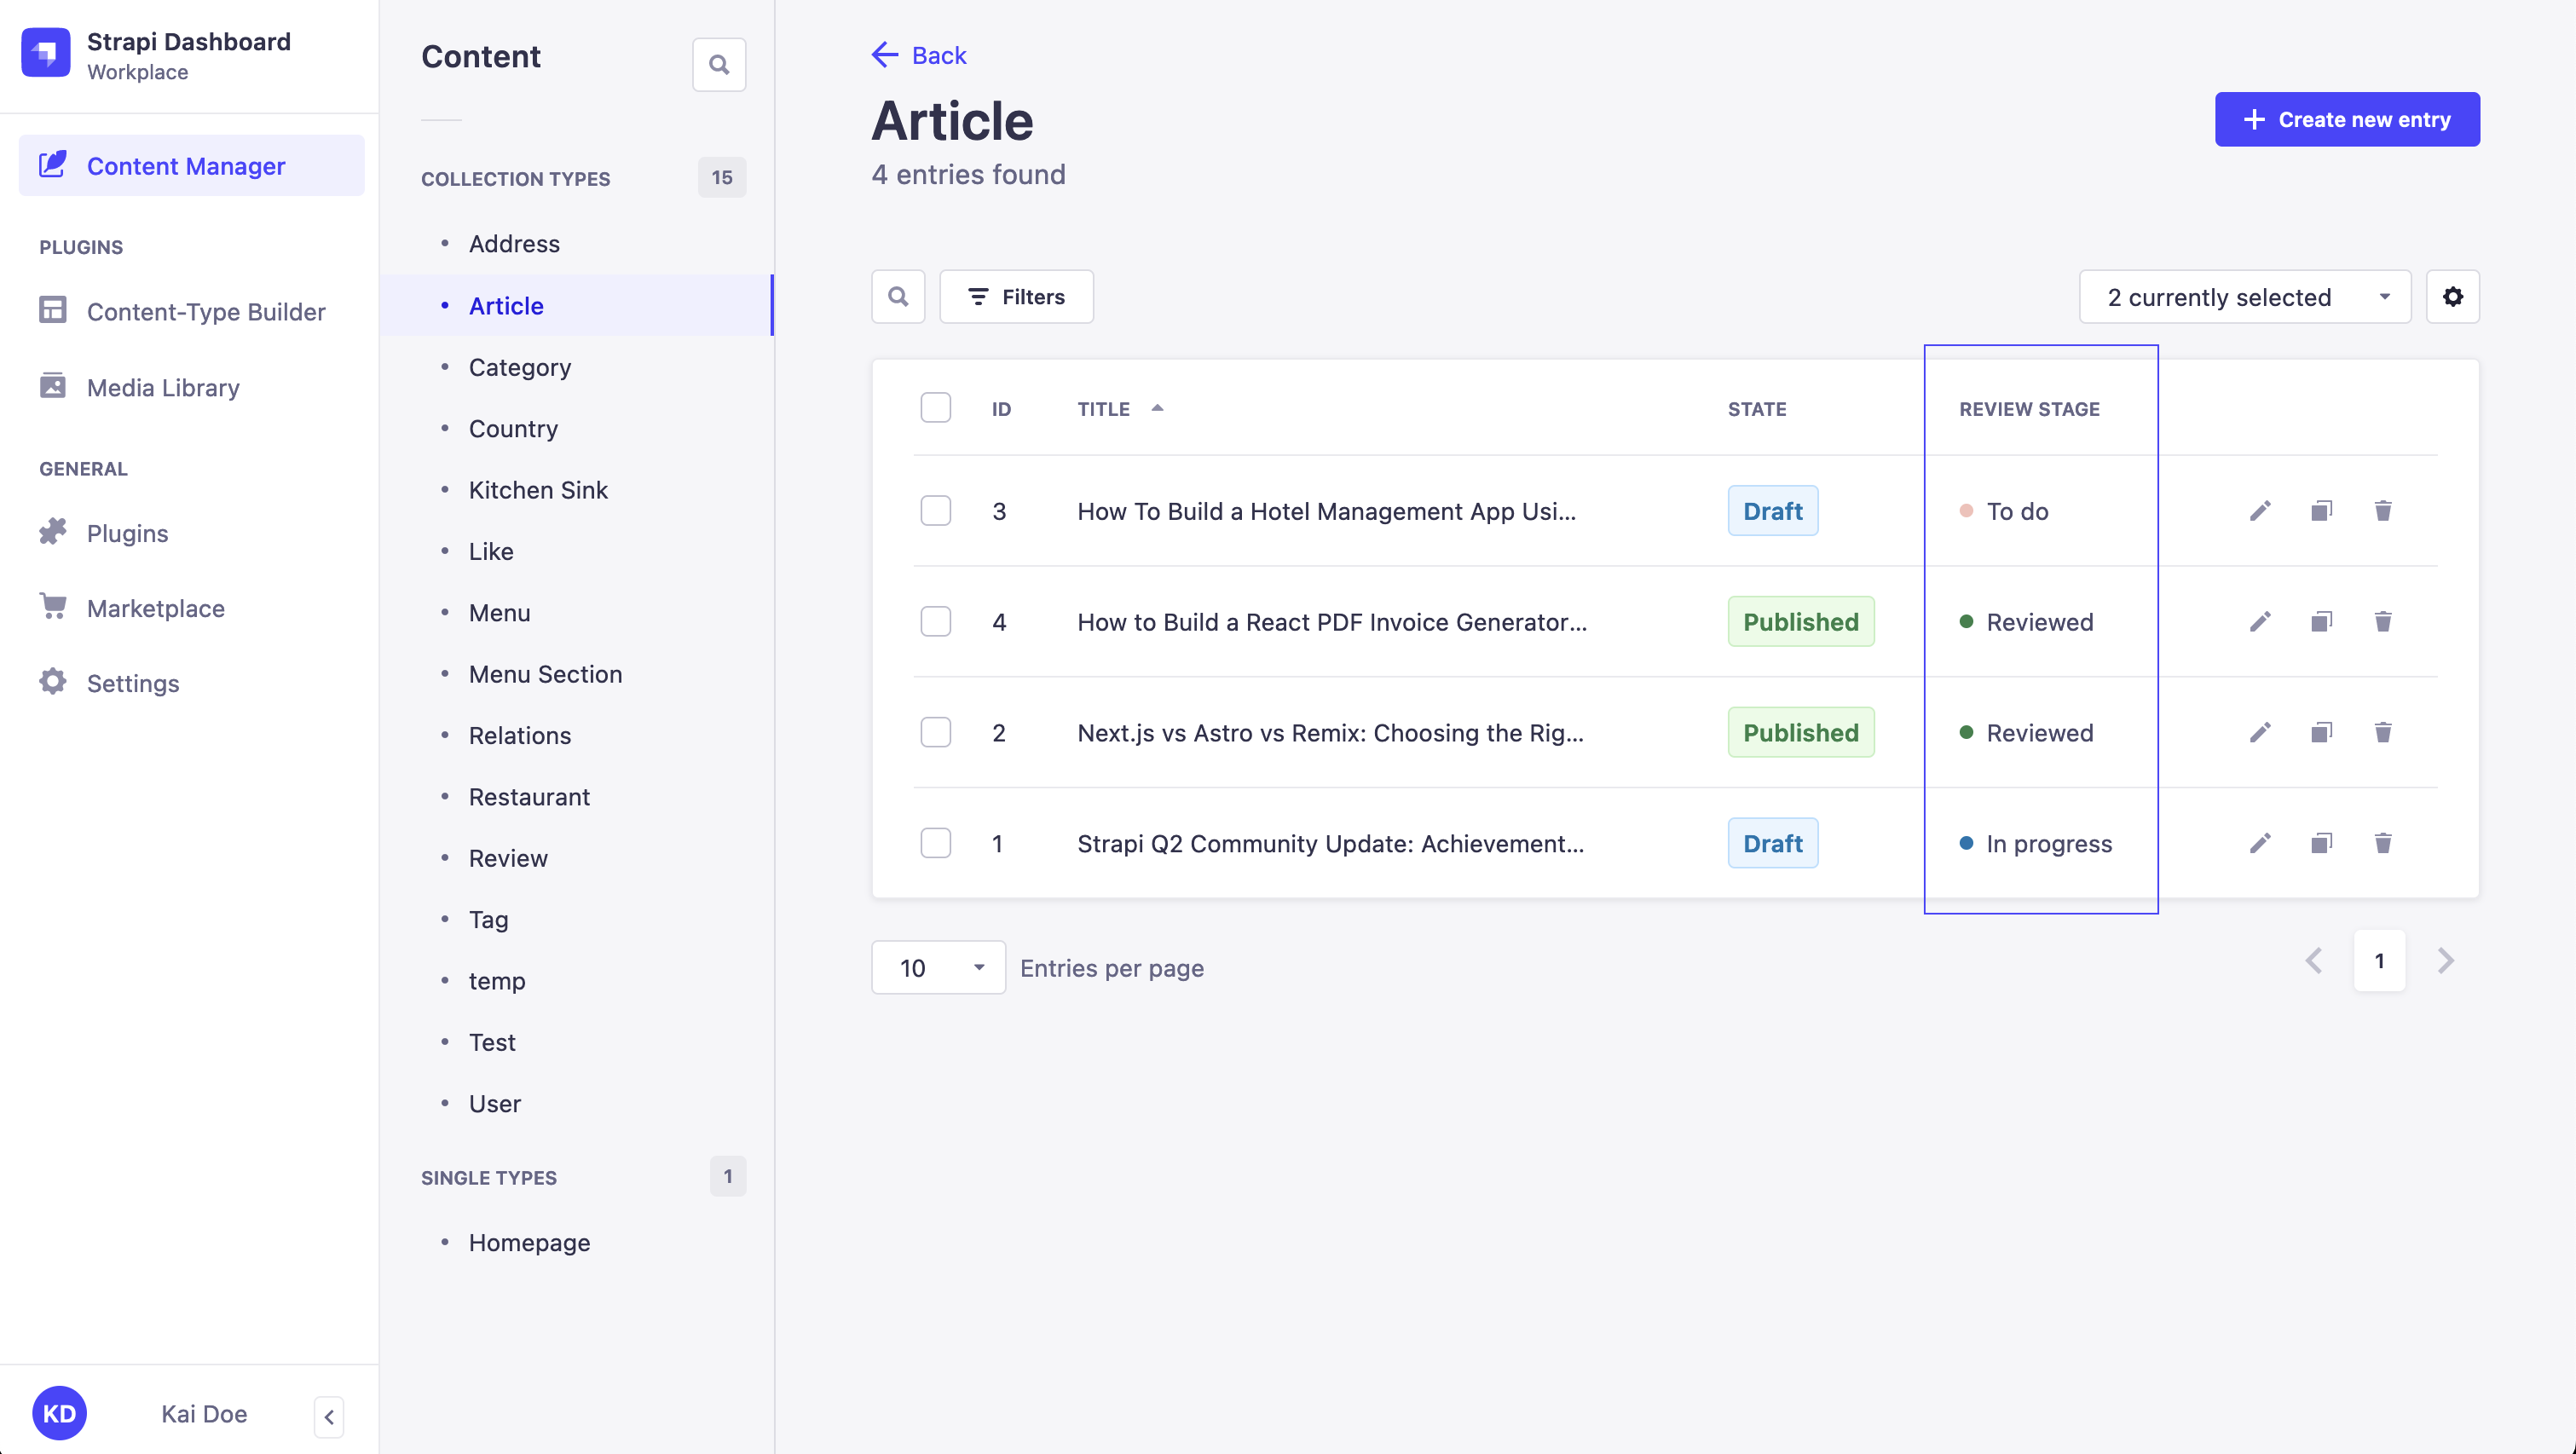 Strapi Dashboard
Workplace
Content Manager
PLUGINS
Content-Type Builder
Media Library
GENERAL
Plugins
Marketplace
Settings
KD
Kai Doe
Content
COLLECTION TYPES 15
Address
Article
Category
Country
Kitchen Sink
Like
Menu
Menu Section
Relations
Restaurant
Review
Tag
temp
Test
User
SINGLE TYPES 1
Homepage
Back
Article
4 entries found
Create new entry
Filters
2 currently selected
ID TITLE STATE REVIEW STAGE
3 How To Build a Hotel Management App Usi... Draft To do
4 How to Build a React PDF Invoice Generator... Published Reviewed
2 Next.js vs Astro vs Remix: Choosing the Rig... Published Reviewed
1 Strapi Q2 Community Update: Achievement... Draft In progress
10 Entries per page
1